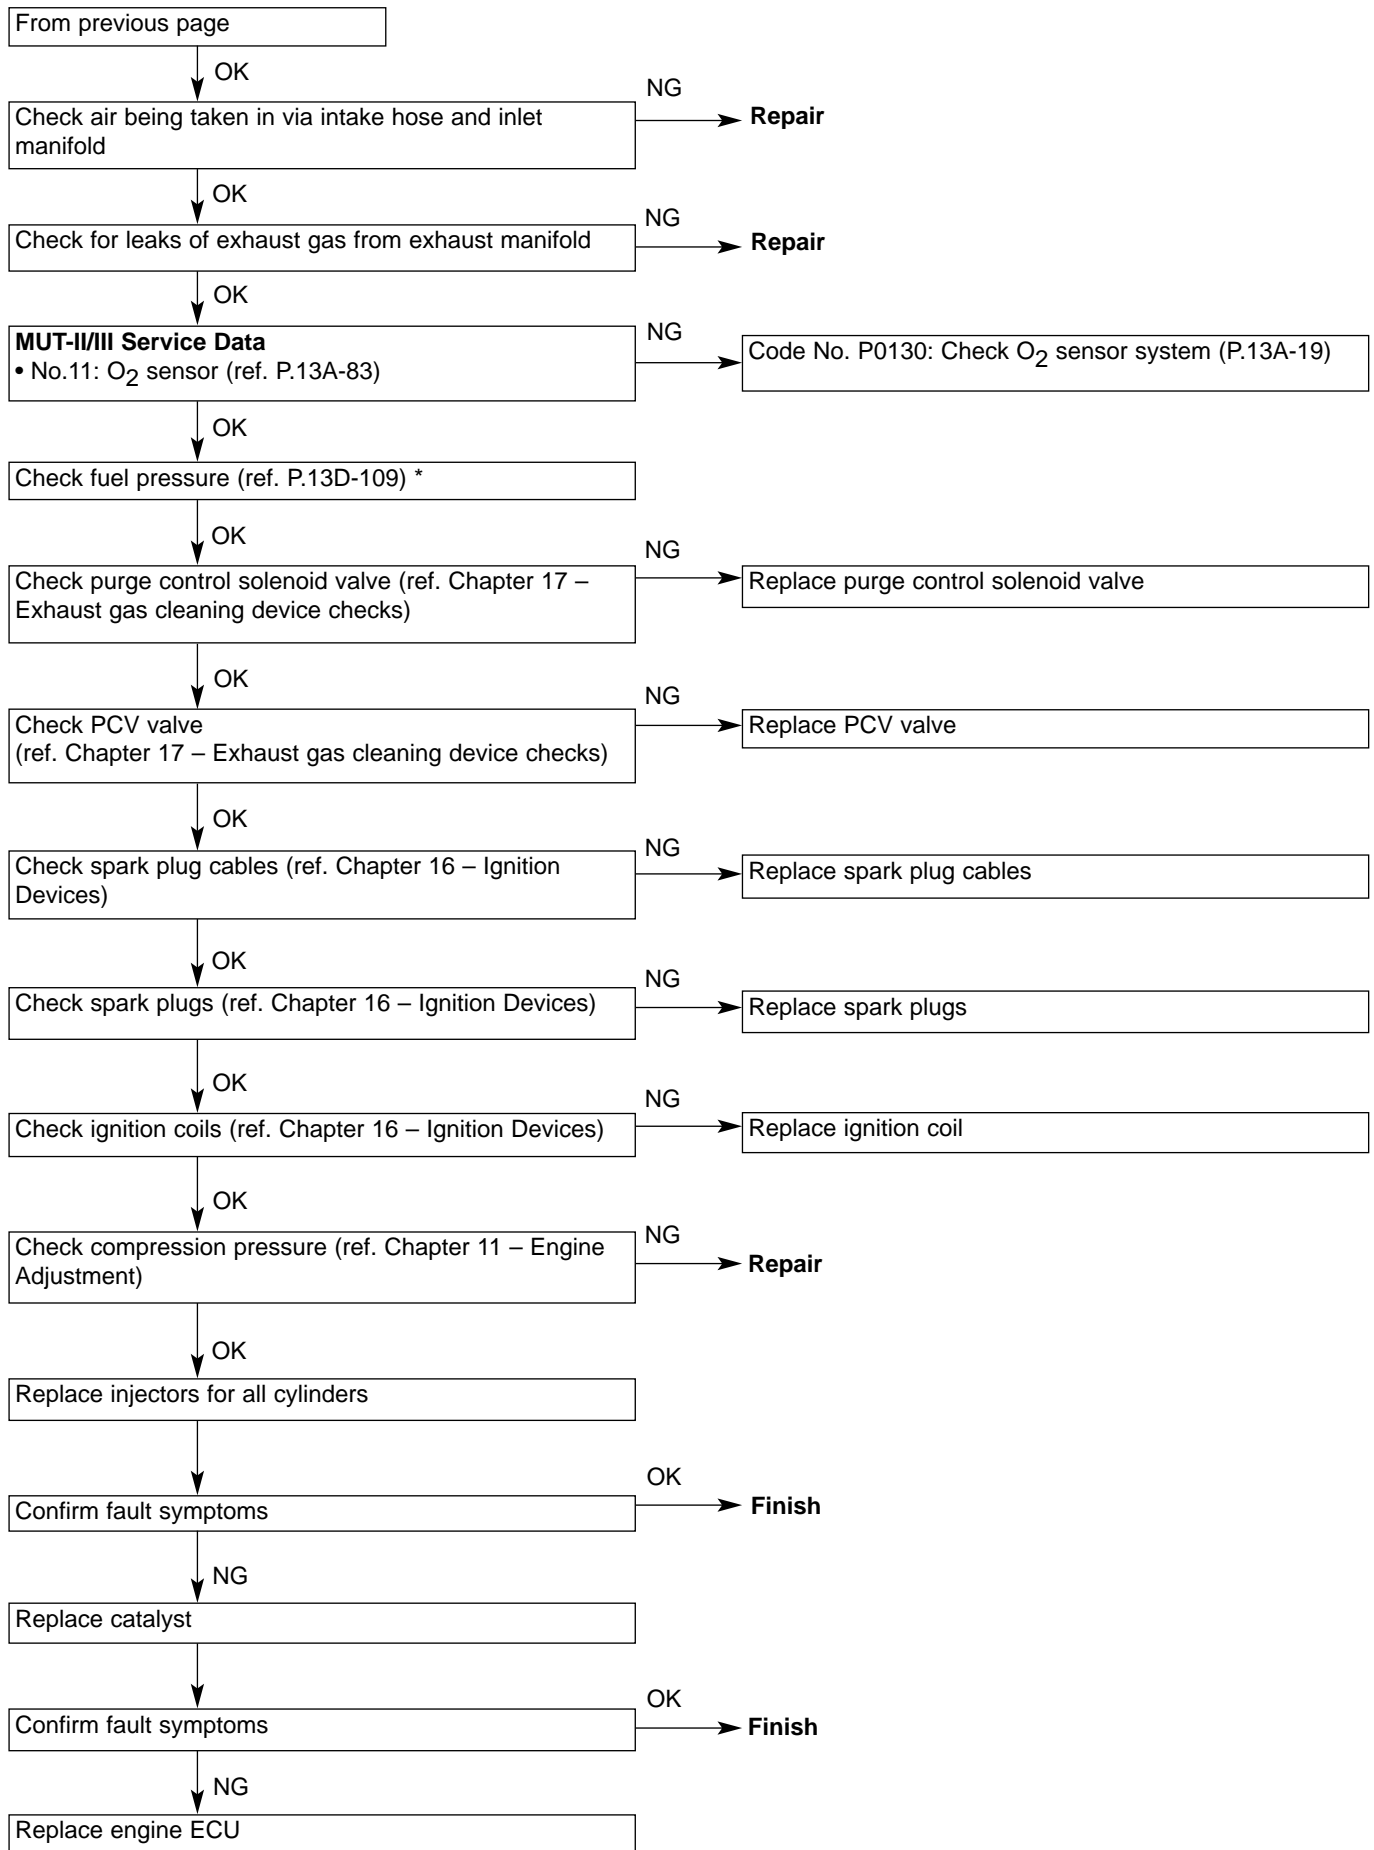 From previous page
OK
NG
Check air being taken in via intake hose and inlet
manifold
Repair
OK
NG
Check for leaks of exhaust gas from exhaust manifold
Repair
OK
NG
MUT-II/III Service Data
• No.11: O2 sensor (ref. P.13A-83)
Code No. P0130: Check O2 sensor system (P.13A-19)
OK
Check fuel pressure (ref. P.13D-109) *
OK
NG
Check purge control solenoid valve (ref. Chapter 17 –
Exhaust gas cleaning device checks)
Replace purge control solenoid valve
OK
NG
Check PCV valve
(ref. Chapter 17 – Exhaust gas cleaning device checks)
Replace PCV valve
OK
NG
Check spark plug cables (ref. Chapter 16 – Ignition
Devices)
Replace spark plug cables
OK
NG
Check spark plugs (ref. Chapter 16 – Ignition Devices)
Replace spark plugs
OK
NG
Check ignition coils (ref. Chapter 16 – Ignition Devices)
Replace ignition coil
OK
NG
Check compression pressure (ref. Chapter 11 – Engine
Adjustment)
Repair
OK
Replace injectors for all cylinders
OK
Confirm fault symptoms
Finish
NG
Replace catalyst
OK
Confirm fault symptoms
Finish
NG
Replace engine ECU